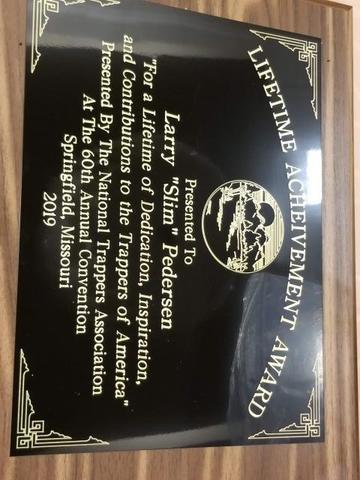 LIFETIME ACHEIVEMENT AWARD
Presented To
Larry "Slim" Pedersen
"For a Lifetime of Dedication, Inspiration,
and Contributions to the Trappers of America"
Presented By The National Trappers Association
At The 60th Annual Convention
Springfield, Missouri
2019